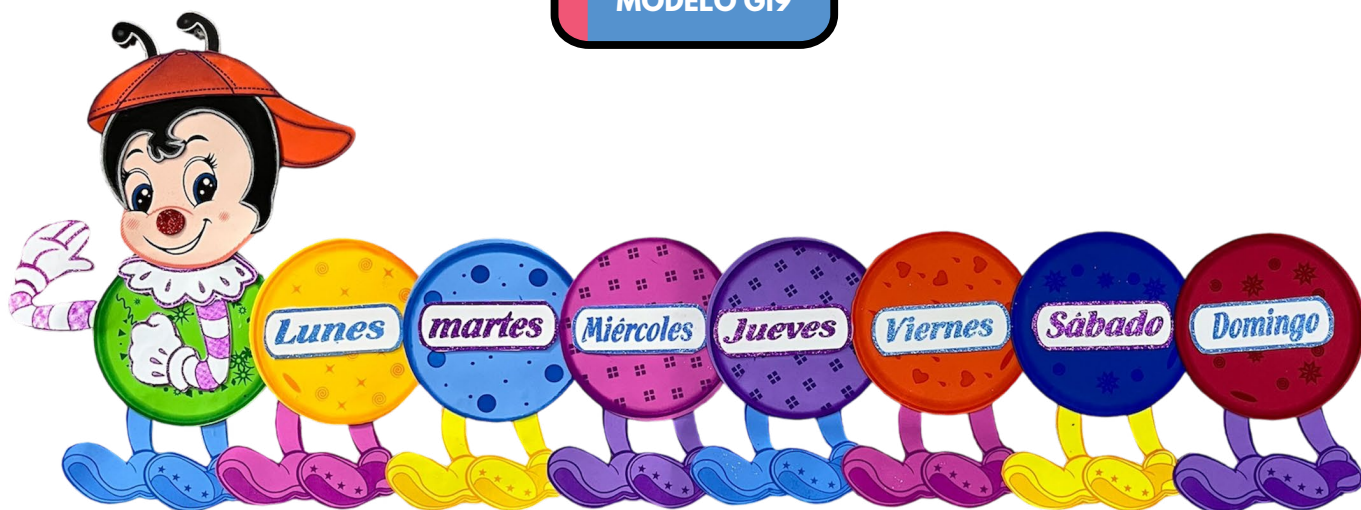 MODELO G19
Lunes
martes
Miércoles
Jueves
Viernes
Sábado
Domingo